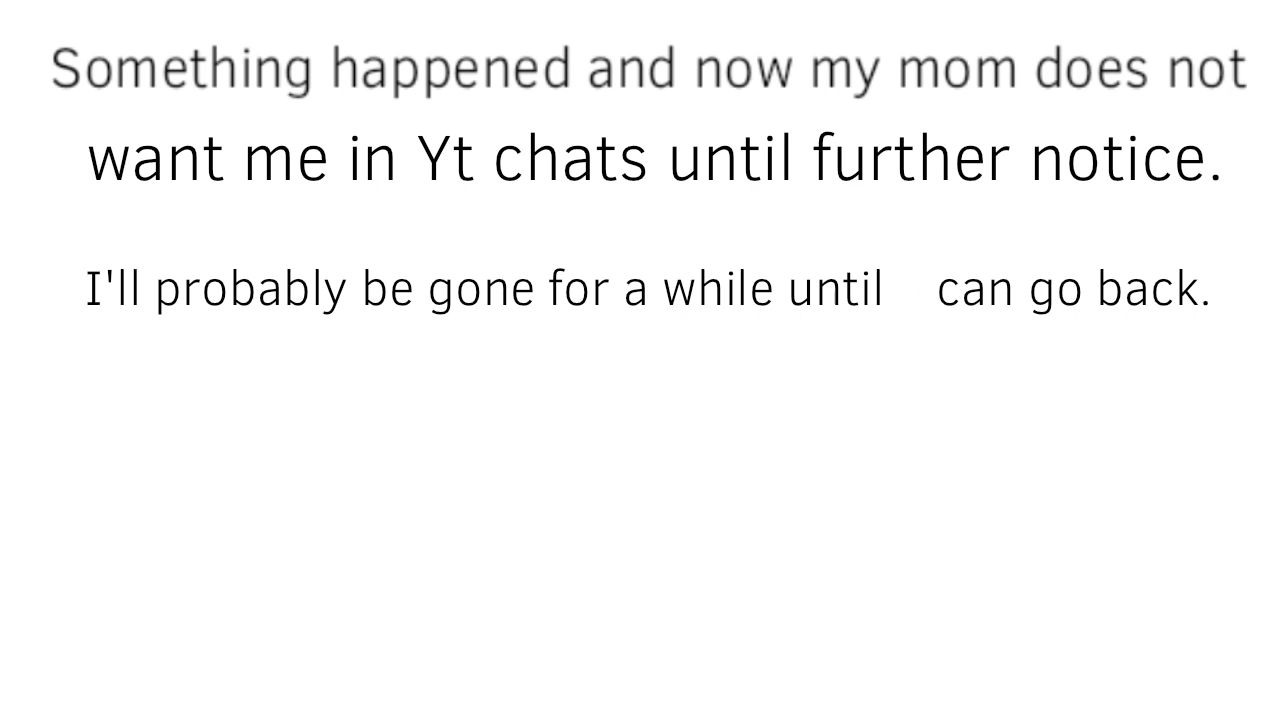 Something happened and now my mom does not
want me in Yt chats until further notice.
I'll probably be gone for a while until can go back.